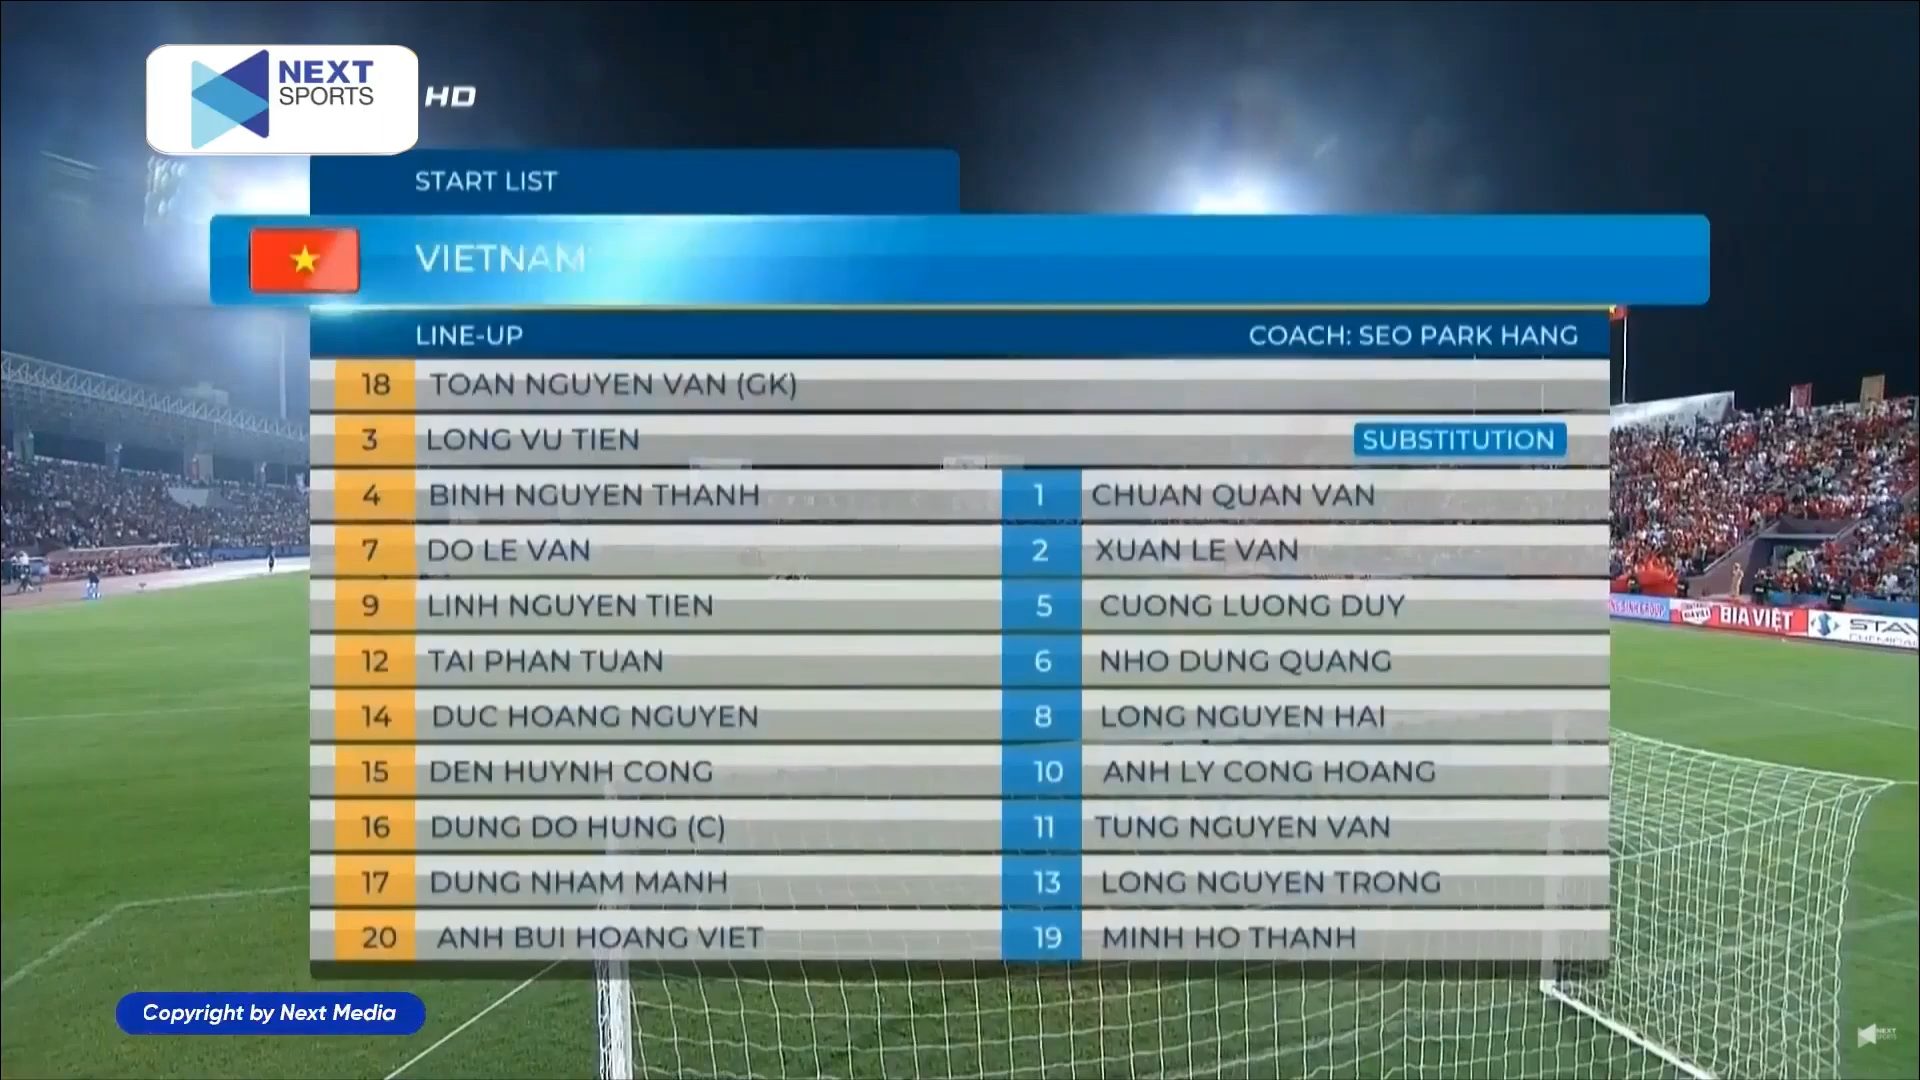 NEXT
SPORTS
HD
START LIST
VIETNAM
LINE-UP
COACH: SEO PARK HANG
18 TOAN NGUYEN VAN (GK)
3 LONG VU TIEN
SUBSTITUTION
4 BINH NGUYEN THANH
1 CHUAN QUAN VAN
7 DO LE VAN
2 XUAN LE VAN
9 LINH NGUYEN TIEN
5 CUONG LUONG DUY
12 TAI PHAN TUAN
6 NHO DUNG QUANG
14 DUC HOANG NGUYEN
8 LONG NGUYEN HAI
15 DEN HUYNH CONG
10 ANH LY CONG HOANG
16 DUNG DO HUNG (C)
11 TUNG NGUYEN VAN
17 DUNG NHAM MANH
13 LONG NGUYEN TRONG
20 ANH BUI HOANG VIET
19 MINH HO THANH
BIA VIỆT
Copyright by Next Media
NEXT
SPORTS